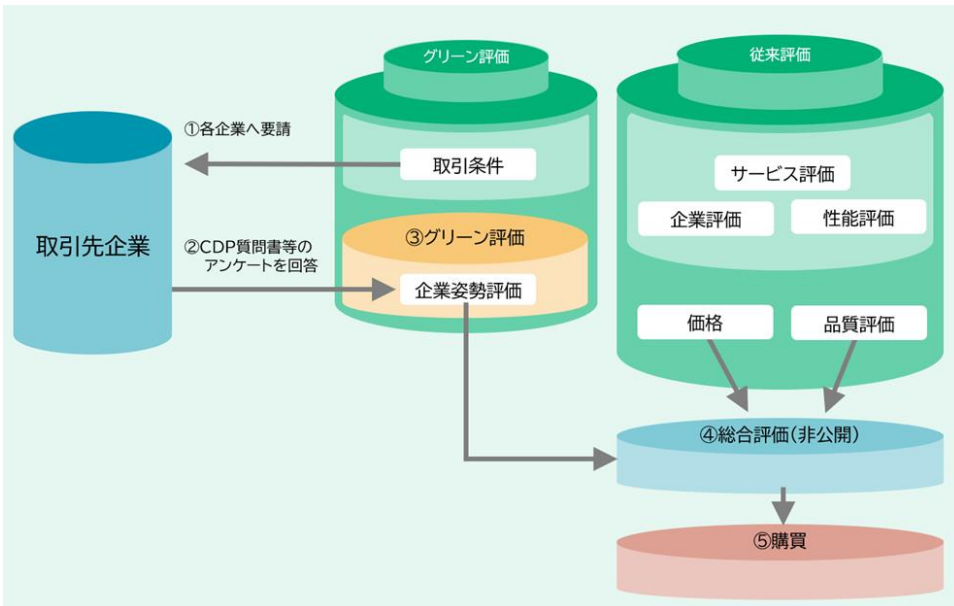 グリーン評価
従来評価
①各企業へ要請
取引条件
サービス評価
企業評価
性能評価
取引先企業
②CDP質問書等の
アンケートを回答
③グリーン評価
企業姿勢評価
価格
品質評価
④総合評価(非公開)
⑤購買